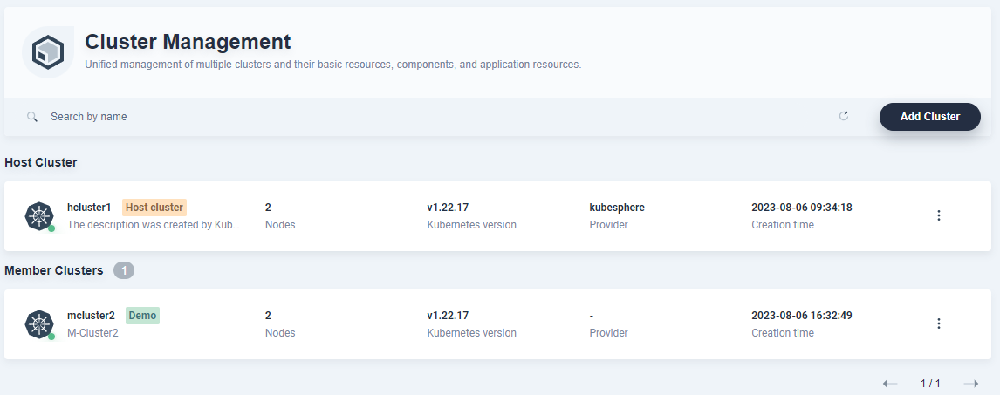 Cluster Management
Unified management of multiple clusters and their basic resources, components, and application resources.
Search by name
Add Cluster
Host Cluster
hcluster1 Host cluster 2 v1.22.17 kubesphere 2023-08-06 09:34:18
The description was created by Kub... Nodes Kubernetes version Provider Creation time
Member Clusters 1
mcluster2 Demo 2 v1.22.17 - 2023-08-06 16:32:49
M-Cluster2 Nodes Kubernetes version Provider Creation time
1 / 1